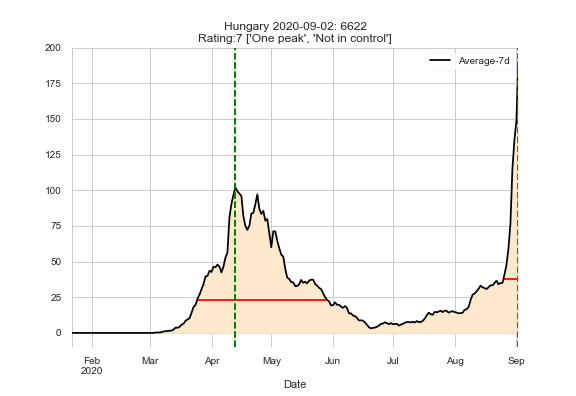 Hungary 2020-09-02: 6622
Rating:7 ['One peak', 'Not in control']
Average-7d
200
175
150
125
100
75
50
25
0
Feb Mar Apr May Jun Jul Aug Sep
2020
Date